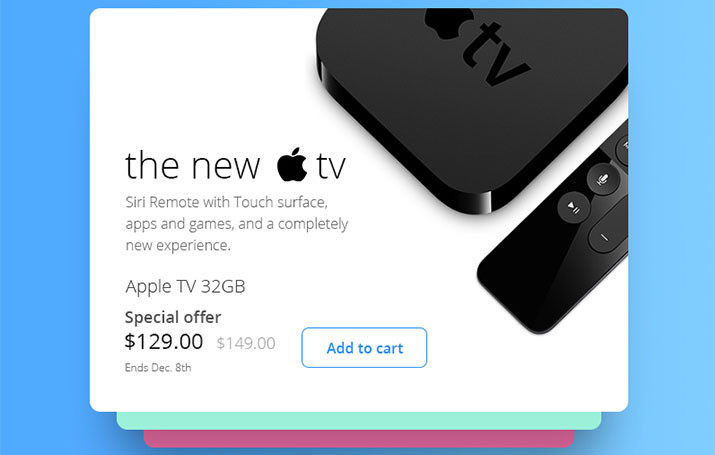 tv
the new tv
Siri Remote with Touch surface,
apps and games, and a completely
new experience.
Apple TV 32GB
Special offer
$129.00 $149.00
Add to cart
Ends Dec. 8th